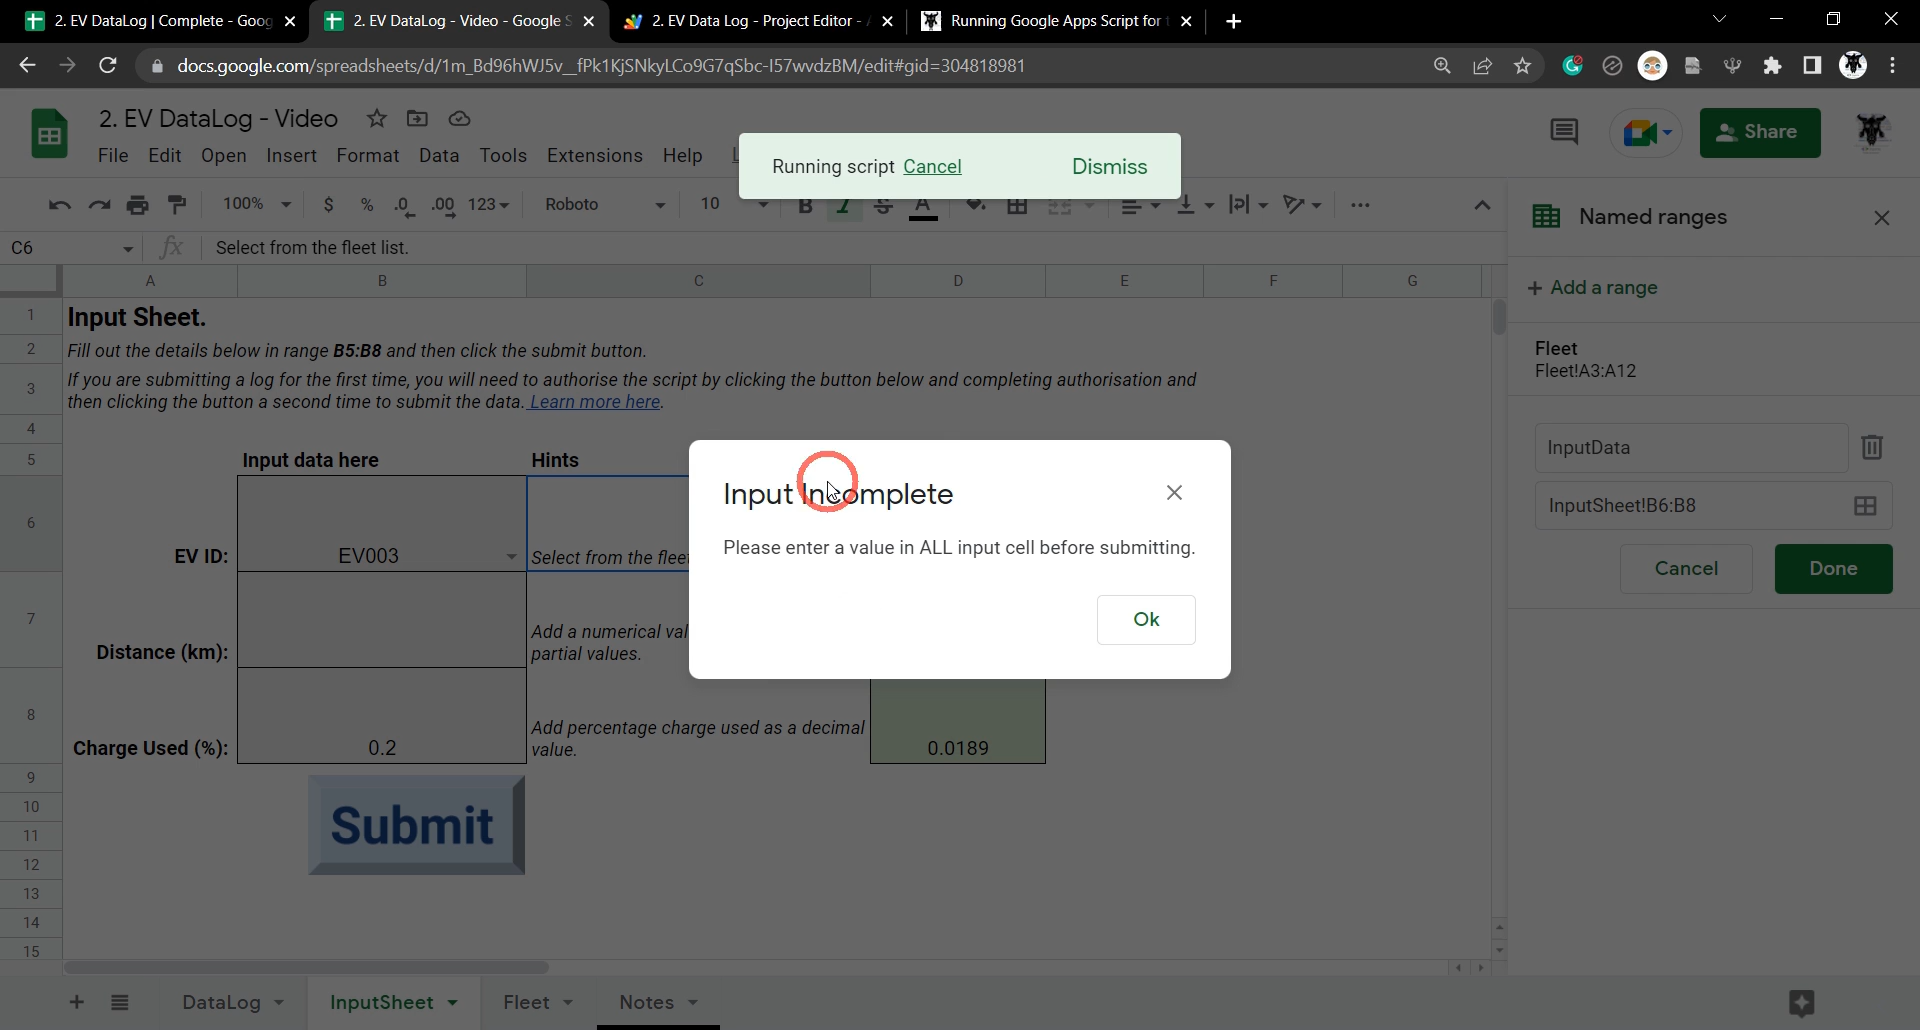 2. EV DataLog | Complete - Goog
2. EV DataLog - Video - Google S
2. EV Data Log - Project Editor -
Running Google Apps Script for
docs.google.com/spreadsheets/d/1m_Bd96hWJ5v__fPk1KjSNkyLCo9G7qSbc-I57wvdzBM/edit#gid=304818981
2. EV DataLog - Video
File Edit Open Insert Format Data Tools Extensions Help
Running script Cancel Dismiss
Share
100% $ % .0 .00 123 Roboto 10 B I S A
Named ranges
C6 fx Select from the fleet list.
A B C D E F G
+ Add a range
1 Input Sheet.
2 Fill out the details below in range B5:B8 and then click the submit button.
3 If you are submitting a log for the first time, you will need to authorise the script by clicking the button below and completing authorisation and
then clicking the button a second time to submit the data. Learn more here.
Fleet
Fleet!A3:A12
4
5 Input data here Hints
InputData
InputSheet!B6:B8
Cancel Done
Input Incomplete
Please enter a value in ALL input cell before submitting.
Ok
6 EV ID: EV003 Select from the fleet
7 Distance (km): Add a numerical val
partial values.
8 Charge Used (%): 0.2 Add percentage charge used as a decimal
value. 0.0189
9
10
11
12
13
14
15
Submit
+ DataLog InputSheet Fleet Notes